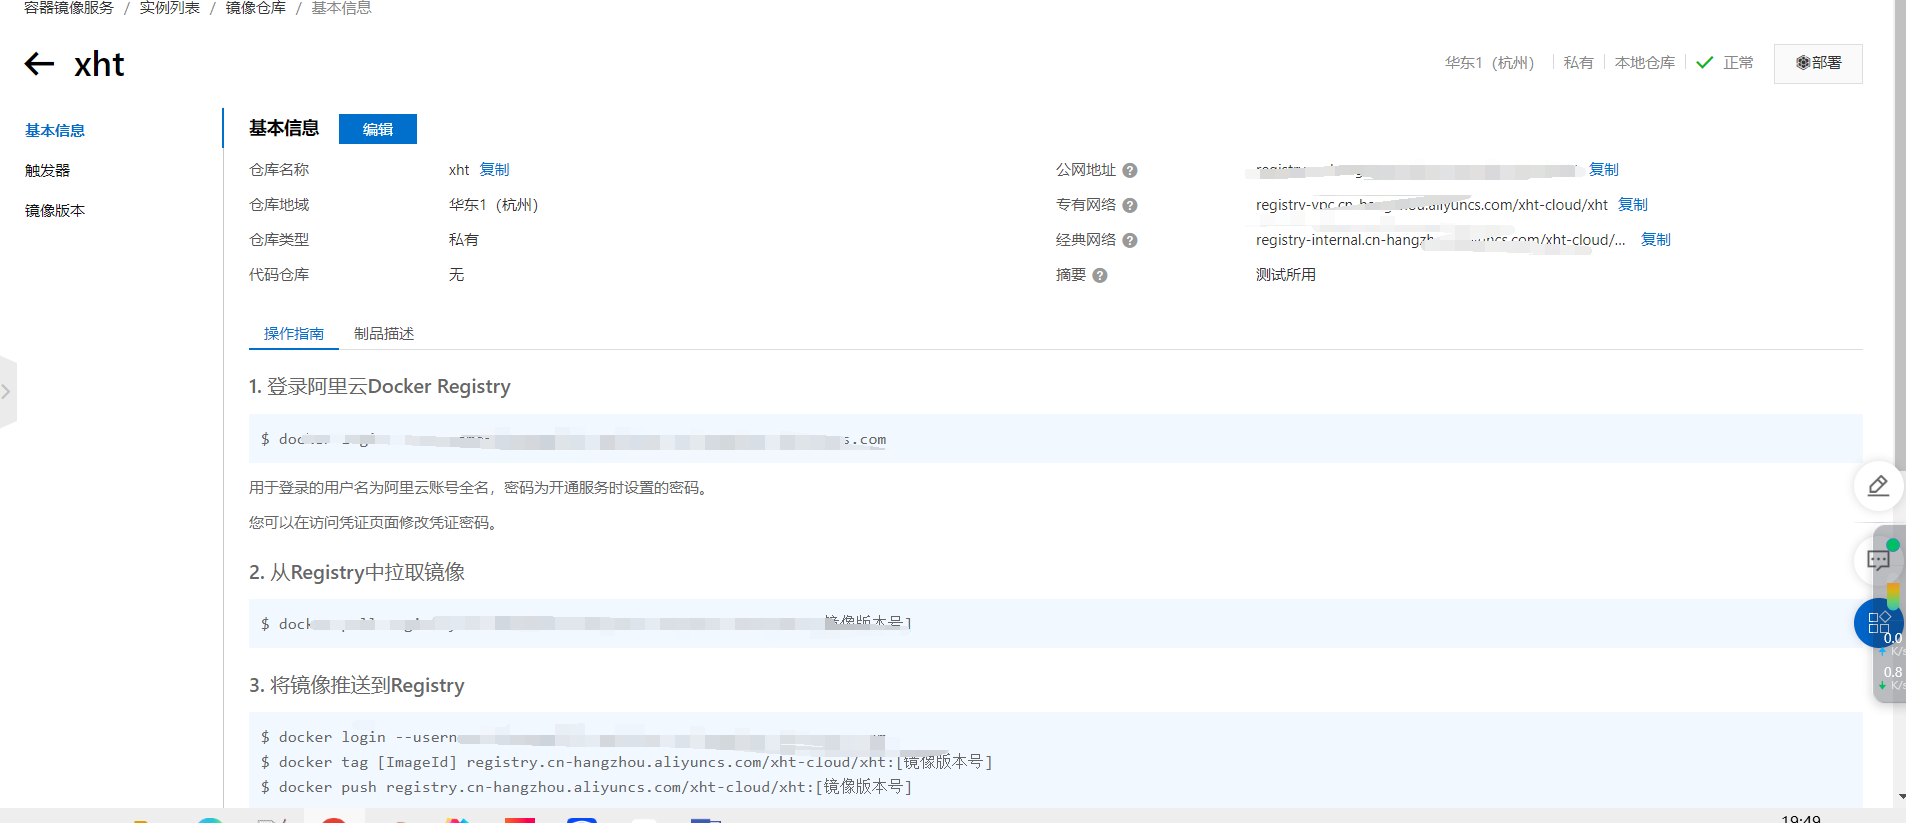 容器镜像服务 / 实例列表 / 镜像仓库 / 基本信息
xht
华东1（杭州） 私有 本地仓库 正常 部署
基本信息
触发器
镜像版本
基本信息 编辑
仓库名称 xht 复制
公网地址 复制
仓库地域 华东1（杭州）
专有网络 registry-vpc.cn-hangzhou.aliyuncs.com/xht-cloud/xht 复制
仓库类型 私有
经典网络 registry-internal.cn-hangzhou.aliyuncs.com/xht-cloud/... 复制
代码仓库 无
摘要 测试所用
操作指南 制品描述
1. 登录阿里云Docker Registry
$ docker login s.com
用于登录的用户名为阿里云账号全名，密码为开通服务时设置的密码。
您可以在访问凭证页面修改凭证密码。
2. 从Registry中拉取镜像
$ docker pull 镜像版本号]
3. 将镜像推送到Registry
$ docker login --usern
$ docker tag [ImageId] registry.cn-hangzhou.aliyuncs.com/xht-cloud/xht:[镜像版本号]
$ docker push registry.cn-hangzhou.aliyuncs.com/xht-cloud/xht:[镜像版本号]
0.0
K/s
0.8
K/s
19:49